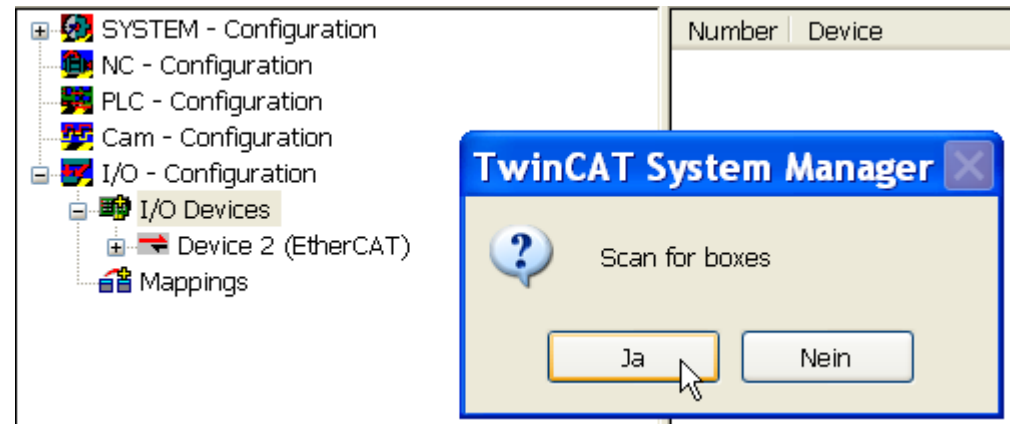 SYSTEM - Configuration
NC - Configuration
PLC - Configuration
Cam - Configuration
I/O - Configuration
I/O Devices
Device 2 (EtherCAT)
Mappings
Number Device
TwinCAT System Manager
Scan for boxes
Ja Nein